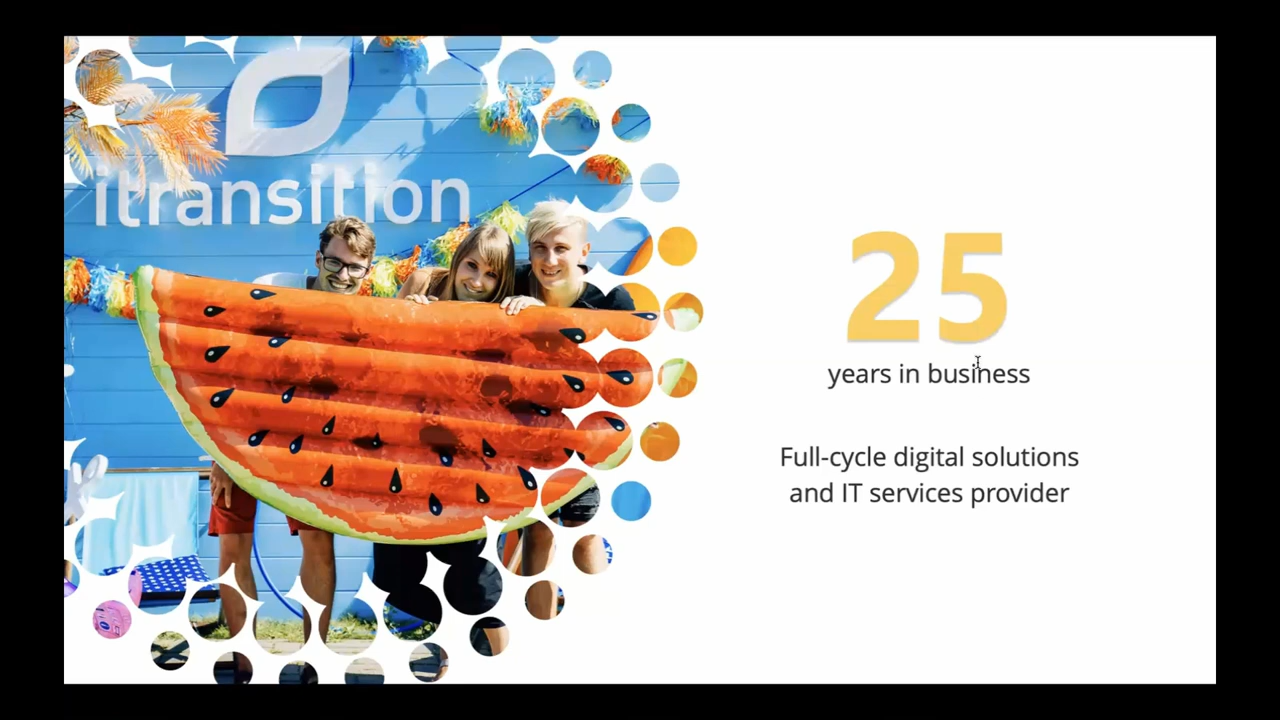 itransition
25
years in business
Full-cycle digital solutions
and IT services provider